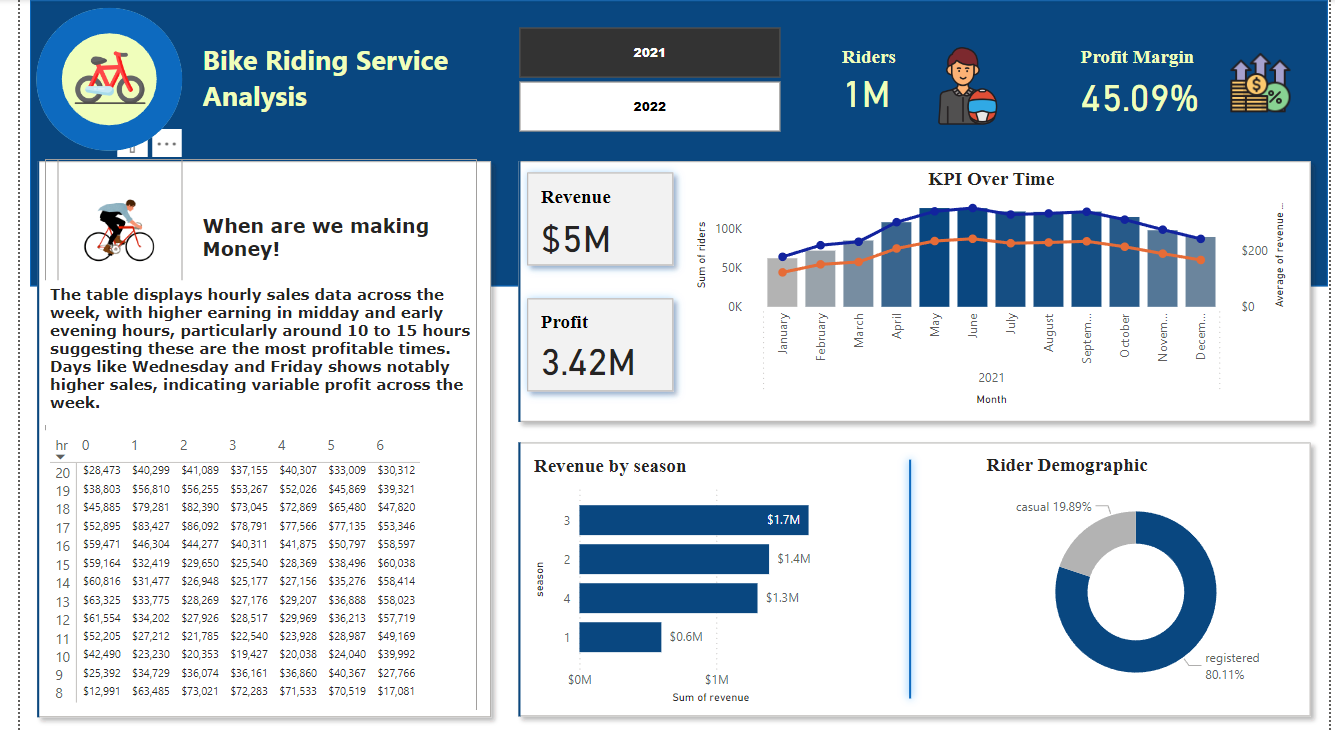 Bike Riding Service
Analysis
2021
2022
Riders
1M
Profit Margin
45.09%
When are we making
Money!
The table displays hourly sales data across the
week, with higher earning in midday and early
evening hours, particularly around 10 to 15 hours
suggesting these are the most profitable times.
Days like Wednesday and Friday shows notably
higher sales, indicating variable profit across the
week.
hr 0 1 2 3 4 5 6
20 $28,473 $40,299 $41,089 $37,155 $40,307 $33,009 $30,312
19 $38,803 $56,810 $56,255 $53,267 $52,026 $45,869 $39,321
18 $45,885 $79,281 $82,390 $73,045 $72,869 $65,480 $47,820
17 $52,895 $83,427 $86,092 $78,791 $77,566 $77,135 $53,346
16 $59,471 $46,304 $44,277 $40,311 $41,875 $50,797 $58,597
15 $59,164 $32,419 $29,650 $25,540 $28,369 $38,496 $60,038
14 $60,816 $31,477 $26,948 $25,177 $27,156 $35,276 $58,414
13 $63,325 $33,775 $28,269 $27,176 $29,207 $36,888 $58,023
12 $61,554 $34,202 $27,926 $28,517 $29,969 $36,213 $57,719
11 $52,205 $27,212 $21,785 $22,540 $23,928 $28,987 $49,169
10 $42,490 $23,230 $20,353 $19,427 $20,038 $24,040 $39,992
9 $25,392 $34,729 $36,074 $36,161 $36,860 $40,367 $27,766
8 $12,991 $63,485 $73,021 $72,283 $71,533 $70,519 $17,081
Revenue
$5M
Profit
3.42M
KPI Over Time
Sum of riders
100K
50K
0K
$200
$0
Average of revenue ...
January
February
March
April
May
June
July
August
Septem...
October
Novem...
Decem...
2021
Month
Revenue by season
season
3 $1.7M
2 $1.4M
4 $1.3M
1 $0.6M
$0M $1M
Sum of revenue
Rider Demographic
casual 19.89%
registered
80.11%